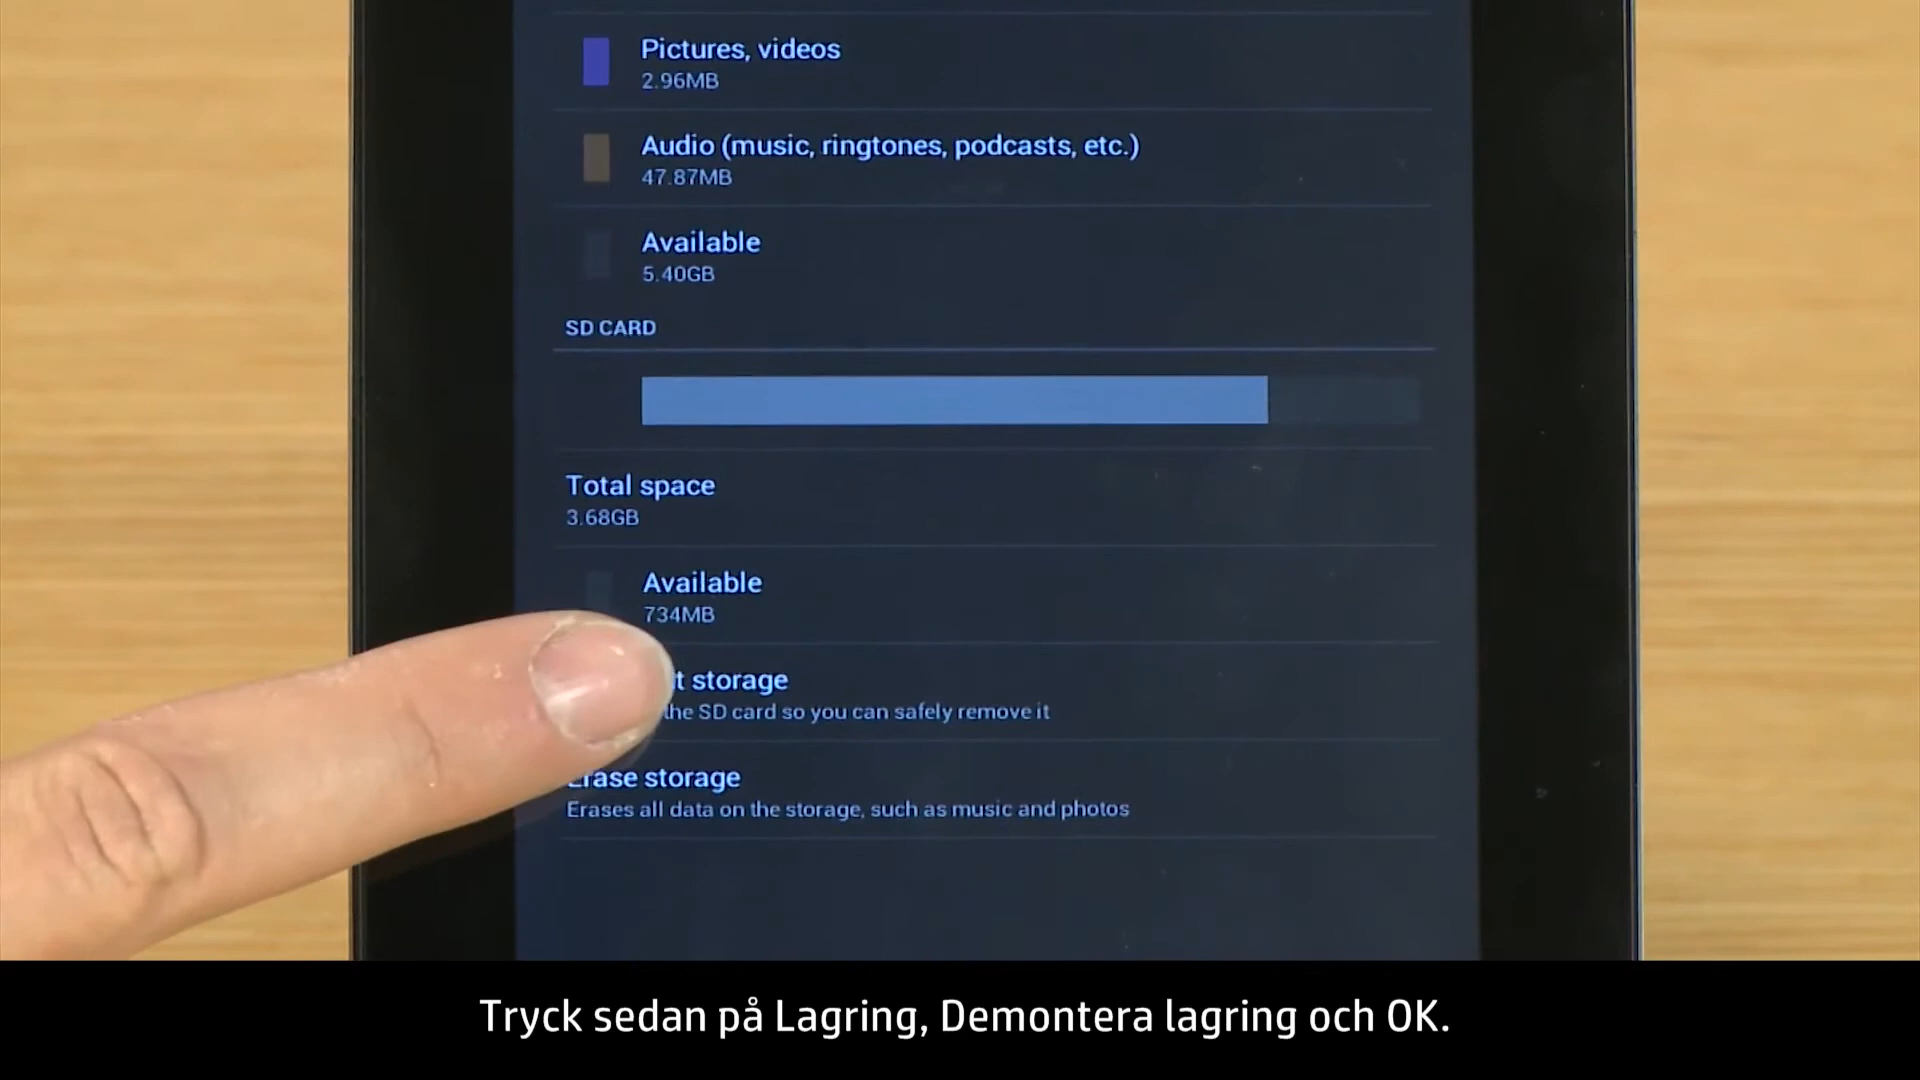 Pictures, videos
2.96MB
Audio (music, ringtones, podcasts, etc.)
47.87MB
Available
5.40GB
SD CARD
Total space
3.68GB
Available
734MB
storage
the SD card so you can safely remove it
Erase storage
Erases all data on the storage, such as music and photos
Tryck sedan på Lagring, Demontera lagring och OK.